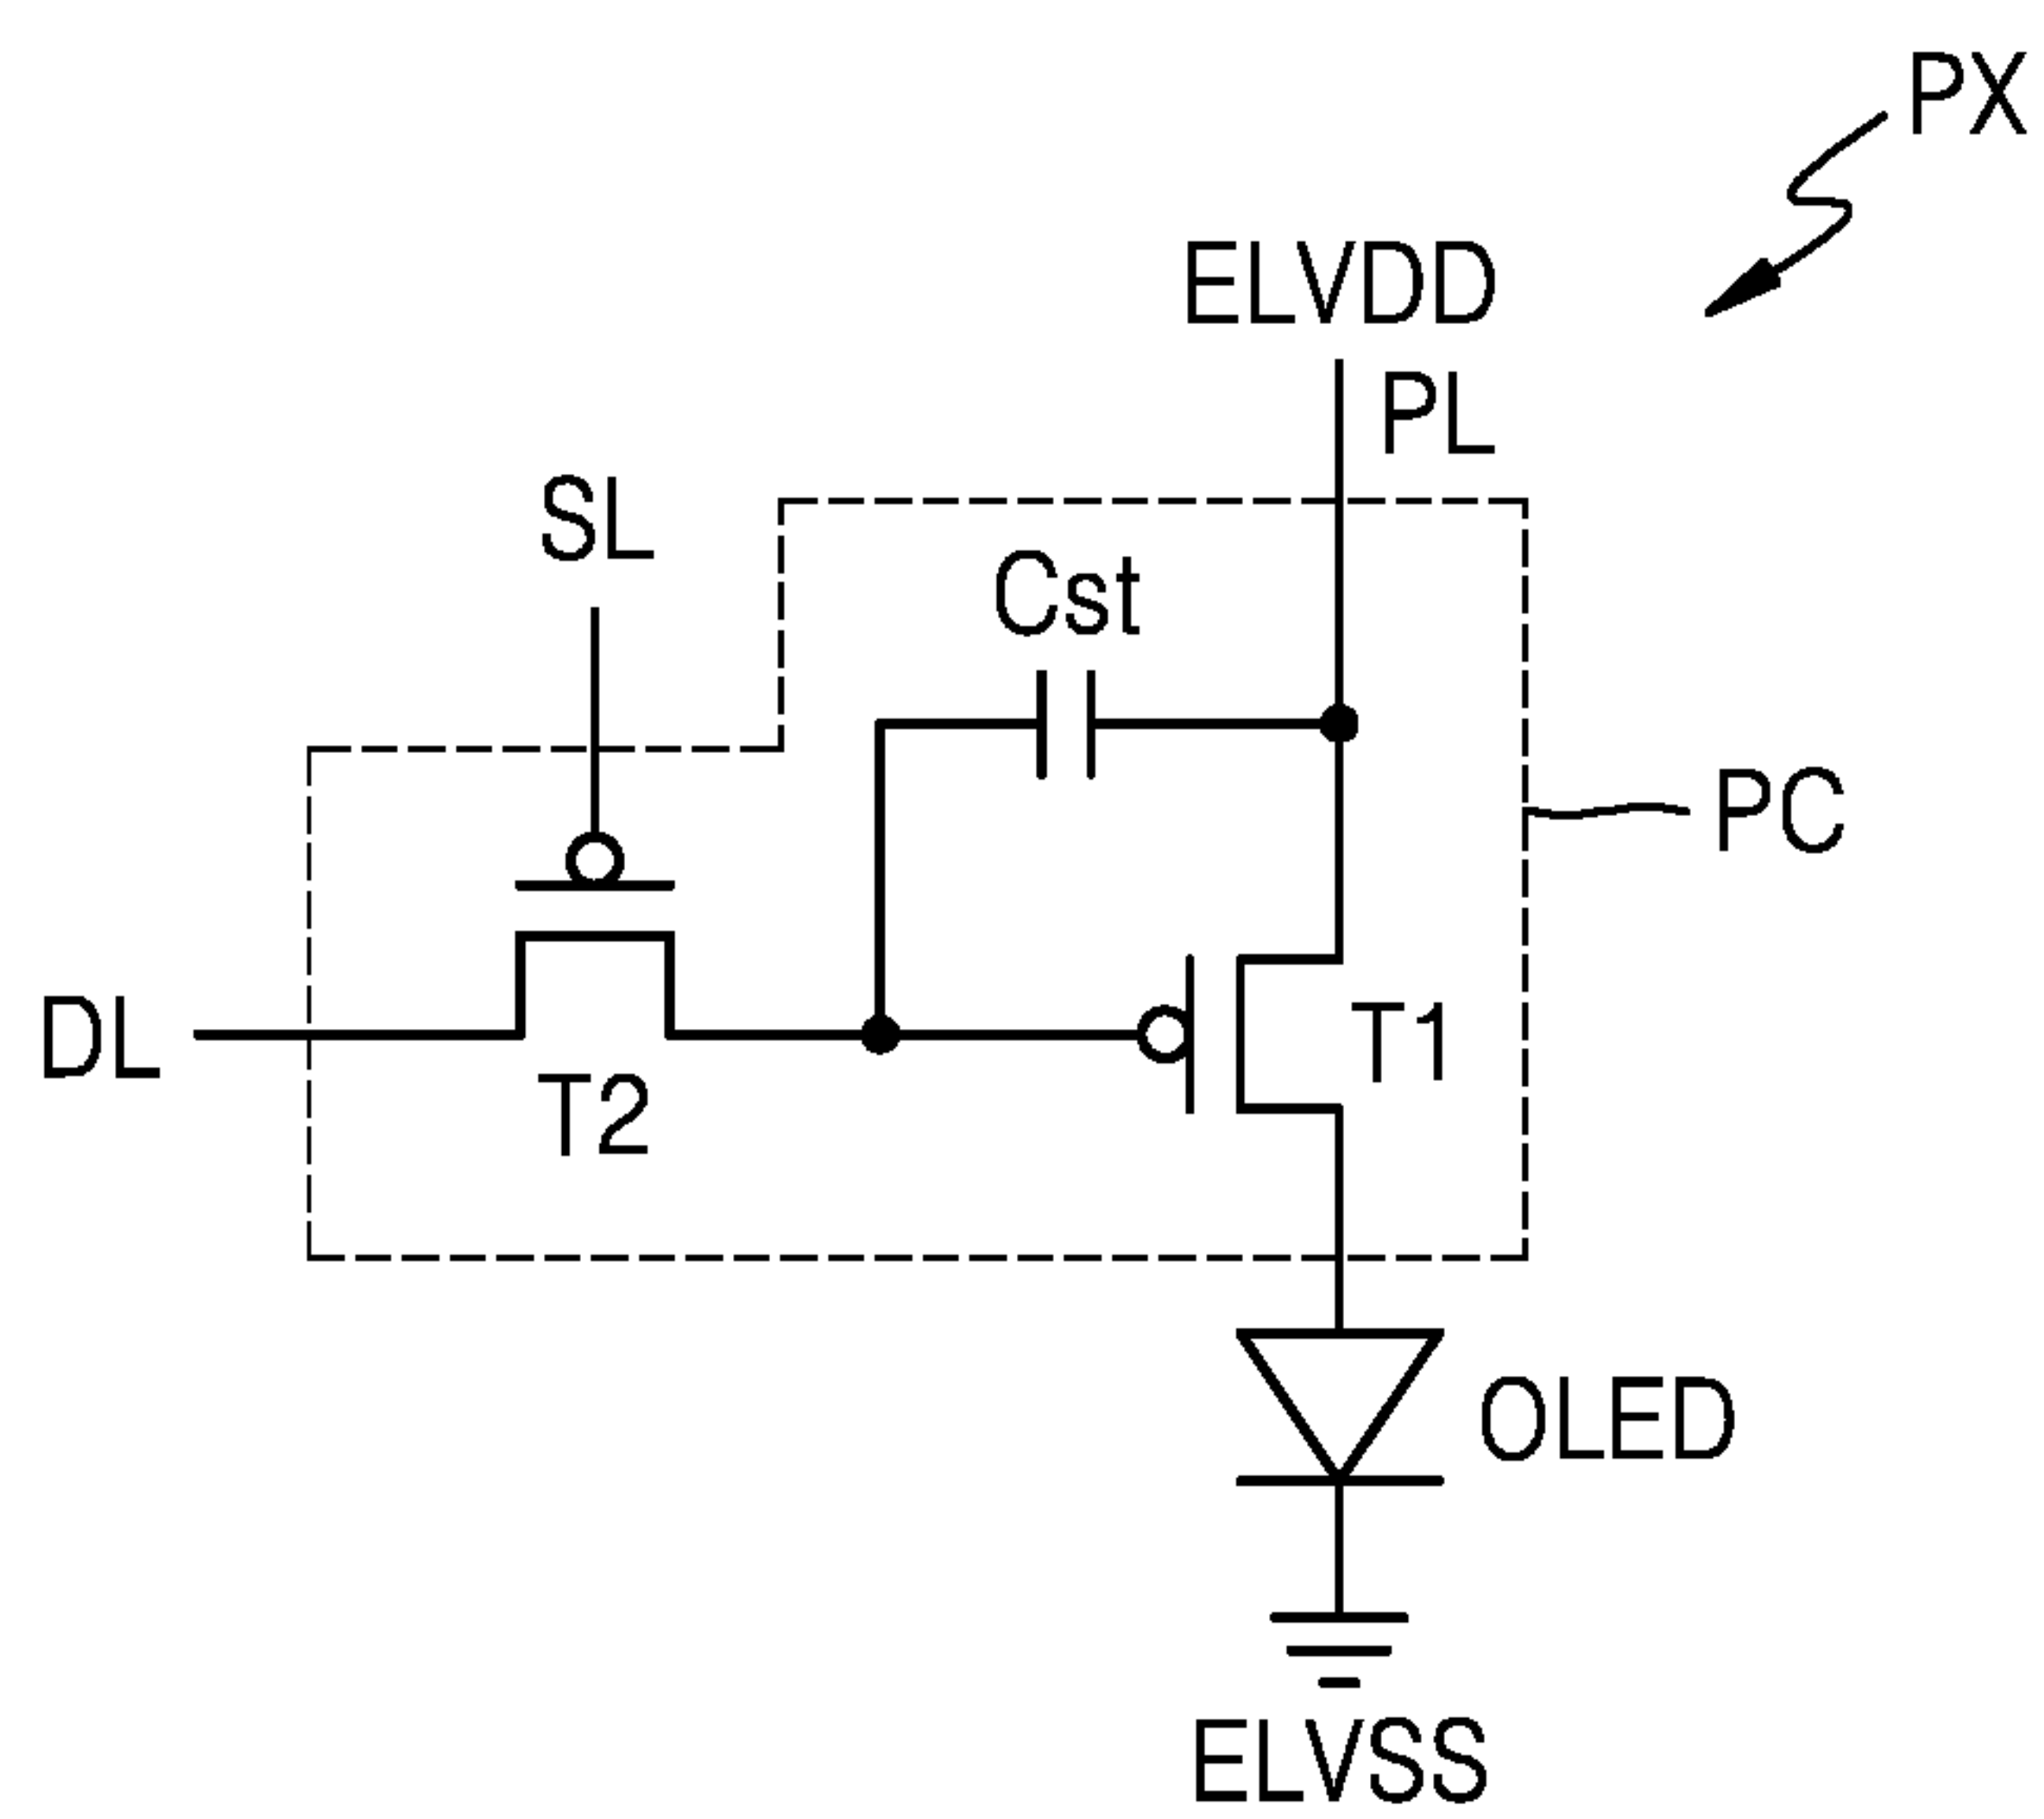 PX
ELVDD
PL
SL
Cst
PC
DL
T1
T2
OLED
ELVSS